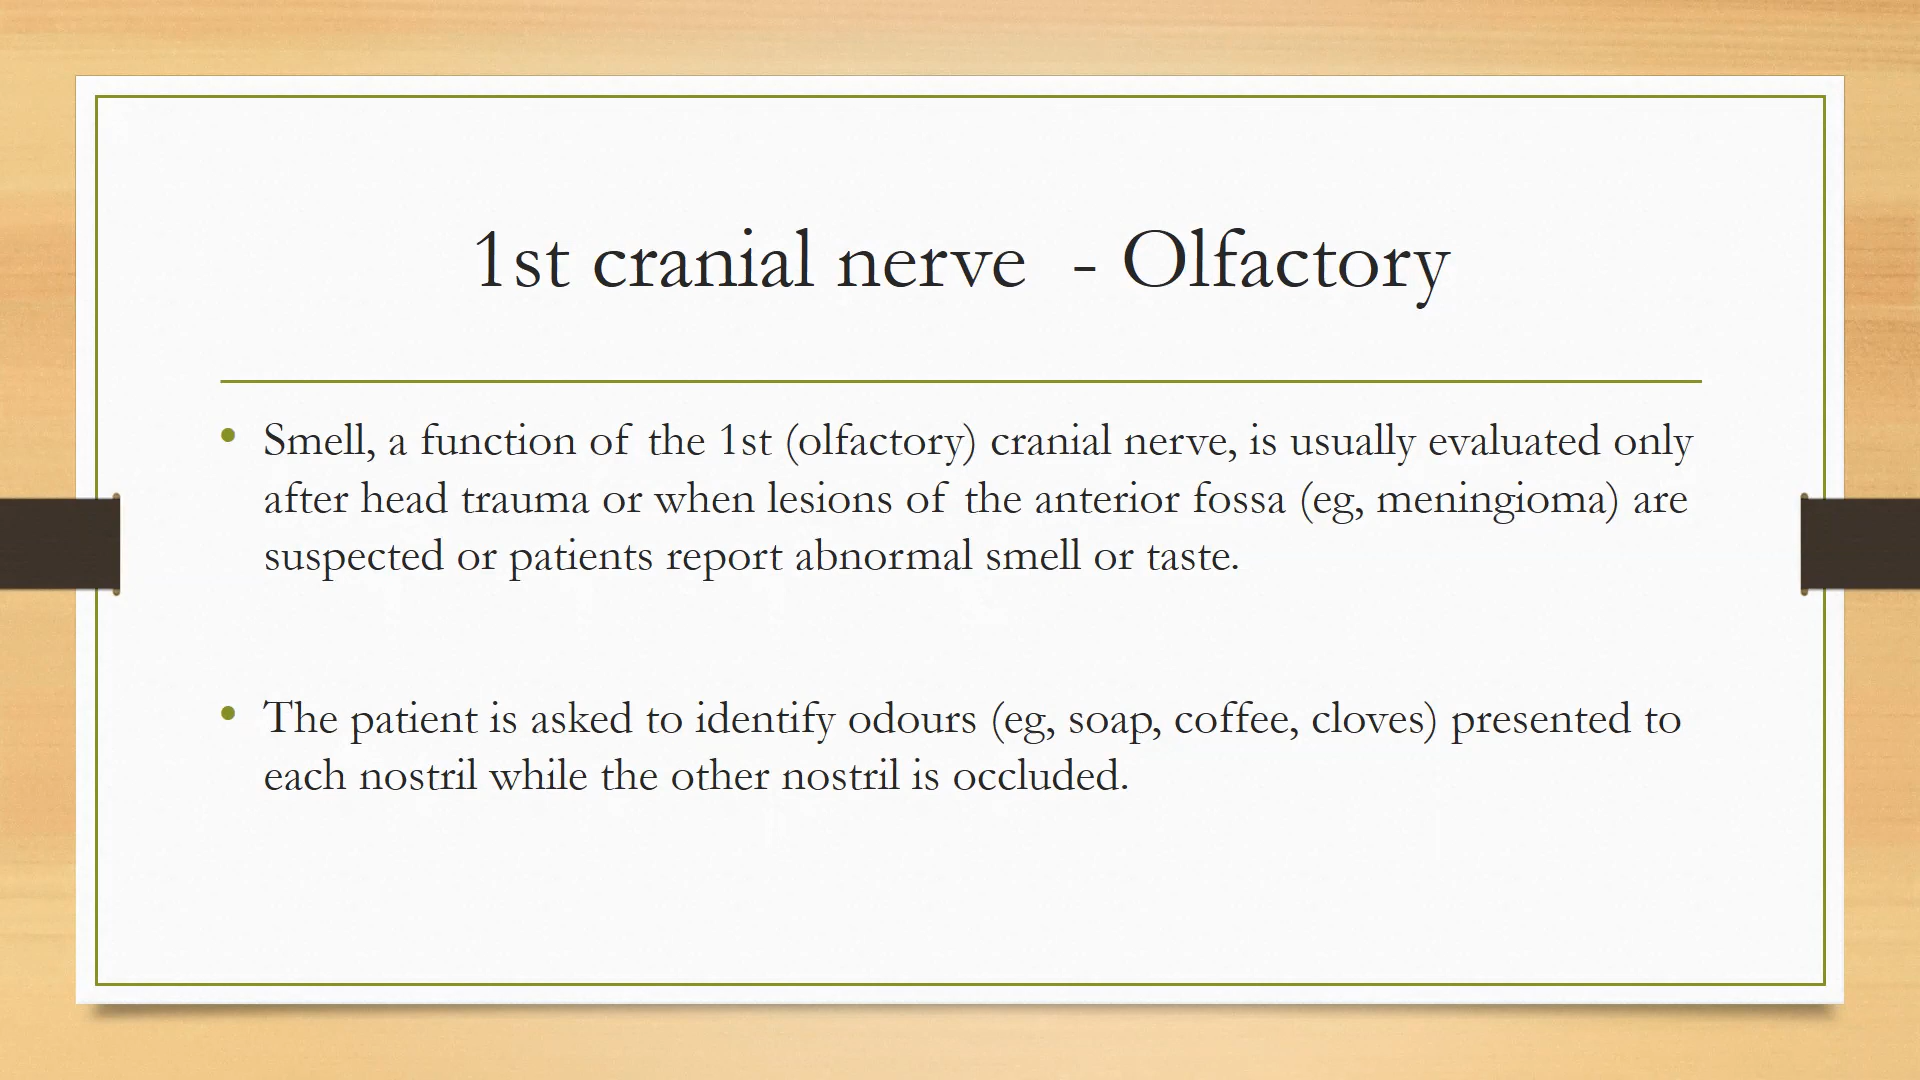 1st cranial nerve - Olfactory
• Smell, a function of the 1st (olfactory) cranial nerve, is usually evaluated only
after head trauma or when lesions of the anterior fossa (eg, meningioma) are
suspected or patients report abnormal smell or taste.
• The patient is asked to identify odours (eg, soap, coffee, cloves) presented to
each nostril while the other nostril is occluded.